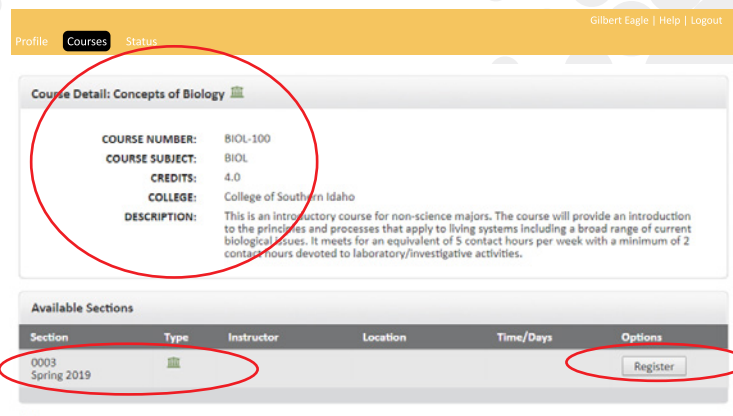 Gilbert Eagle | Help | Logout
Profile Courses Status
Course Detail: Concepts of Biology
COURSE NUMBER: BIOL-100
COURSE SUBJECT: BIOL
CREDITS: 4.0
COLLEGE: College of Southern Idaho
DESCRIPTION: This is an introductory course for non-science majors. The course will provide an introduction
to the principles and processes that apply to living systems including a broad range of current
biological issues. It meets for an equivalent of 5 contact hours per week with a minimum of 2
contact hours devoted to laboratory/investigative activities.
Available Sections
Section Type Instructor Location Time/Days Options
0003 Register
Spring 2019